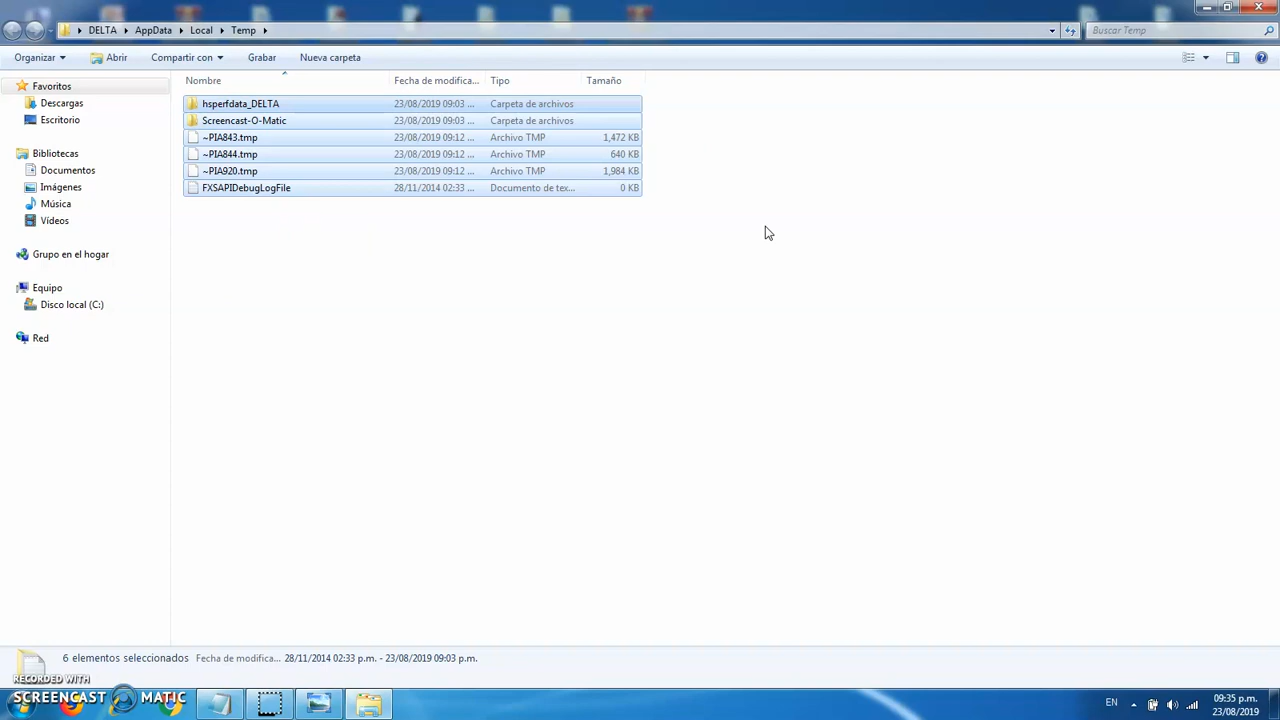 DELTA AppData Local Temp
Buscar Temp
Organizar Abrir Compartir con Grabar Nueva carpeta
Nombre Fecha de modifica... Tipo Tamaño
Favoritos
Descargas
Escritorio
Bibliotecas
Documentos
Imágenes
Música
Vídeos
Grupo en el hogar
Equipo
Disco local (C:)
Red
hsperfdata_DELTA 23/08/2019 09:03 ... Carpeta de archivos
Screencast-O-Matic 23/08/2019 09:03 ... Carpeta de archivos
~PIA843.tmp 23/08/2019 09:12 ... Archivo TMP 1,472 KB
~PIA844.tmp 23/08/2019 09:12 ... Archivo TMP 640 KB
~PIA920.tmp 23/08/2019 09:12 ... Archivo TMP 1,984 KB
FXSAPIDebugLogFile 28/11/2014 02:33 ... Documento de tex... 0 KB
6 elementos seleccionados Fecha de modifica... 28/11/2014 02:33 p.m. - 23/08/2019 09:03 p.m.
RECORDED WITH
SCREENCAST MATIC
EN
09:35 p.m.
23/08/2019